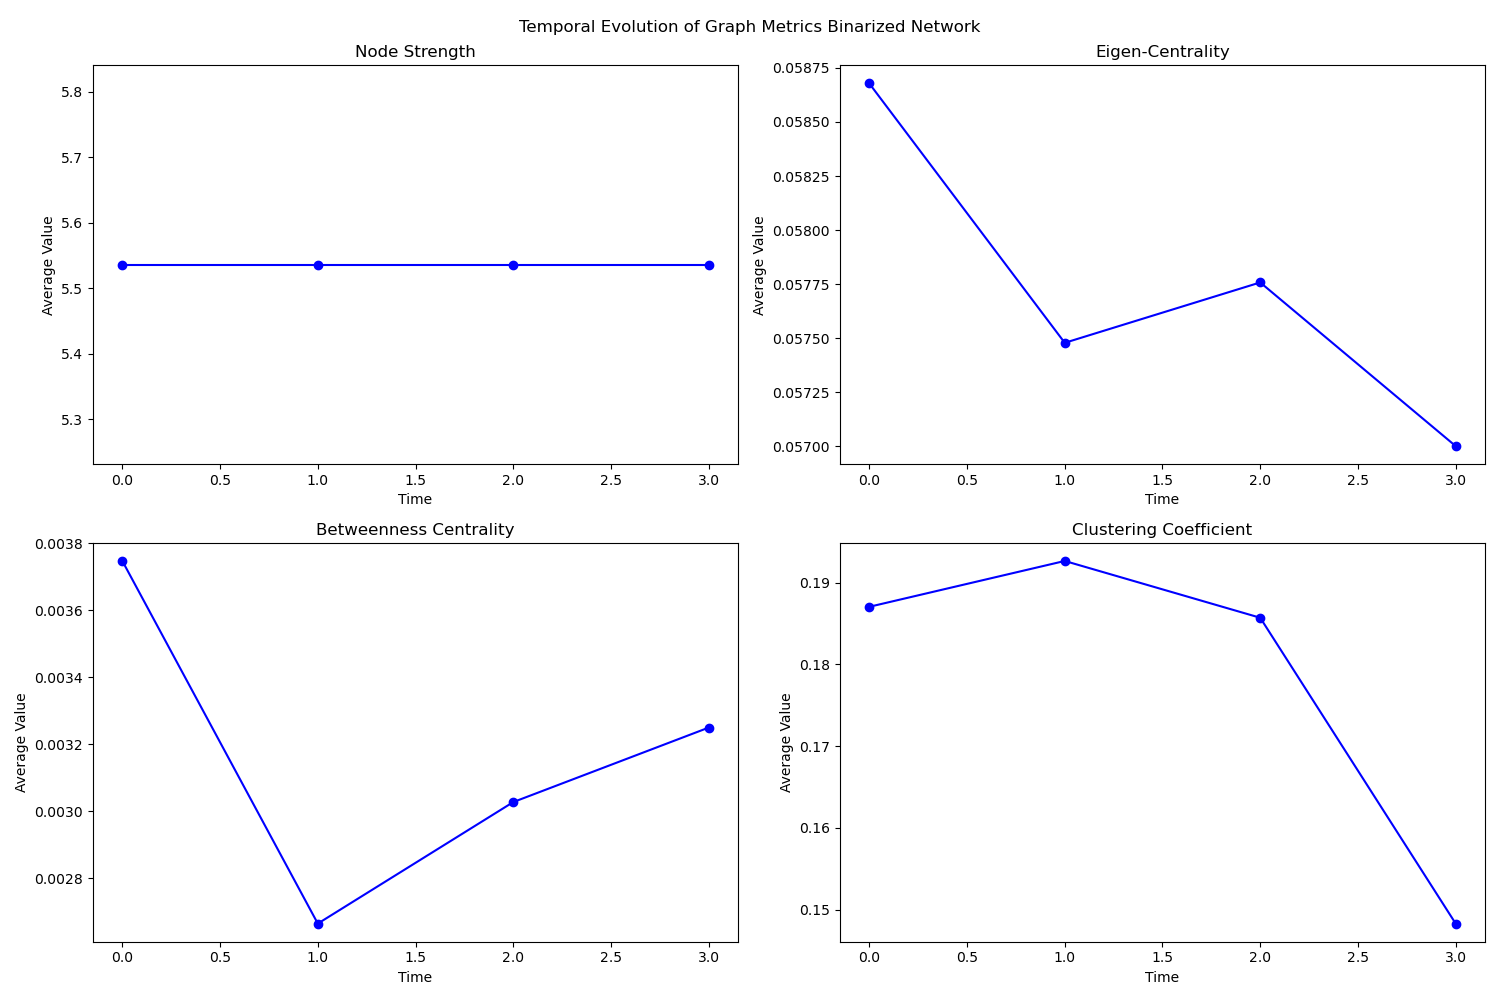 Temporal Evolution of Graph Metrics Binarized Network
Node Strength
5.8
5.7
5.6
5.5
5.4
5.3
Average Value
0.0 0.5 1.0 1.5 2.0 2.5 3.0
Time
Eigen-Centrality
0.05875
0.05850
0.05825
0.05800
0.05775
0.05750
0.05725
0.05700
Average Value
0.0 0.5 1.0 1.5 2.0 2.5 3.0
Time
Betweenness Centrality
0.0038
0.0036
0.0034
0.0032
0.0030
0.0028
Average Value
0.0 0.5 1.0 1.5 2.0 2.5 3.0
Time
Clustering Coefficient
0.19
0.18
0.17
0.16
0.15
Average Value
0.0 0.5 1.0 1.5 2.0 2.5 3.0
Time